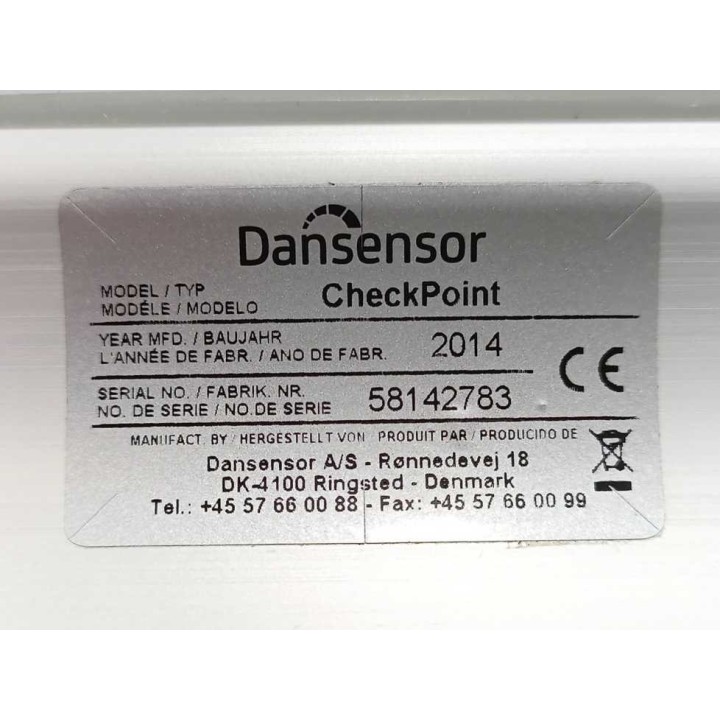 Dansensor
MODEL / TYP
MODÉLE / MODELO
CheckPoint
YEAR MFD. / BAUJAHR
L'ANNÉE DE FABR. / ANO DE FABR.
2014
SERIAL NO. / FABRIK. NR.
NO. DE SERIE / NO.DE SERIE
58142783
CE
MANUFACT. BY / HERGESTELLT VON / PRODUIT PAR / PRODUCIDO DE
Dansensor A/S - Rønnedevej 18
DK-4100 Ringsted - Denmark
Tel.: +45 57 66 00 88 - Fax: +45 57 66 00 99